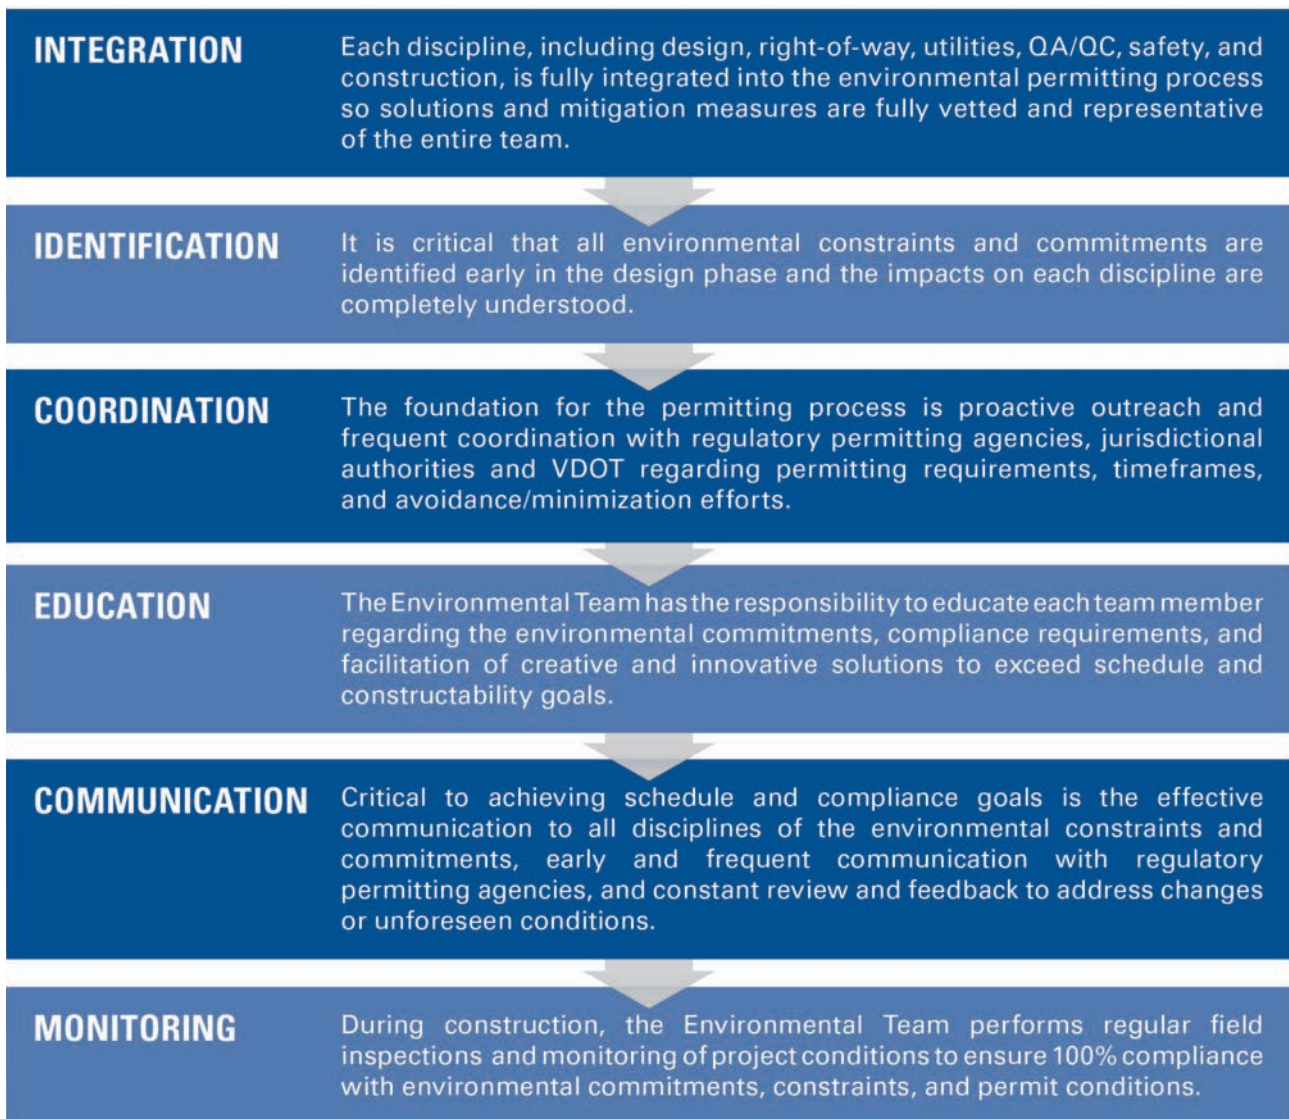 INTEGRATION
Each discipline, including design, right-of-way, utilities, QA/QC, safety, and
construction, is fully integrated into the environmental permitting process
so solutions and mitigation measures are fully vetted and representative
of the entire team.
IDENTIFICATION
It is critical that all environmental constraints and commitments are
identified early in the design phase and the impacts on each discipline are
completely understood.
COORDINATION
The foundation for the permitting process is proactive outreach and
frequent coordination with regulatory permitting agencies, jurisdictional
authorities and VDOT regarding permitting requirements, timeframes,
and avoidance/minimization efforts.
EDUCATION
The Environmental Team has the responsibility to educate each team member
regarding the environmental commitments, compliance requirements, and
facilitation of creative and innovative solutions to exceed schedule and
constructability goals.
COMMUNICATION
Critical to achieving schedule and compliance goals is the effective
communication to all disciplines of the environmental constraints and
commitments, early and frequent communication with regulatory
permitting agencies, and constant review and feedback to address changes
or unforeseen conditions.
MONITORING
During construction, the Environmental Team performs regular field
inspections and monitoring of project conditions to ensure 100% compliance
with environmental commitments, constraints, and permit conditions.